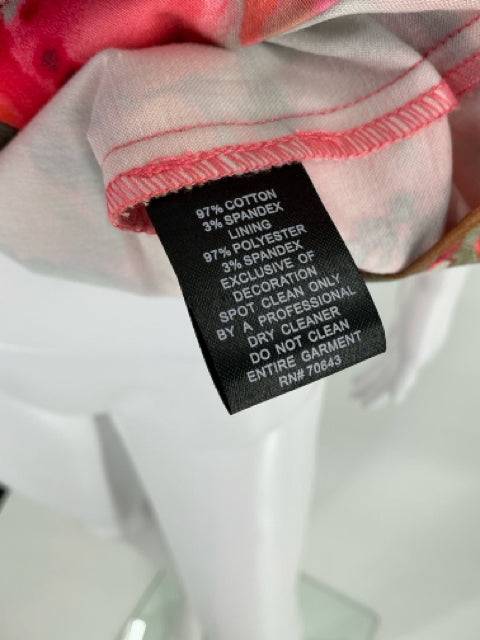 97% COTTON
3% SPANDEX
LINING
97% POLYESTER
3% SPANDEX
EXCLUSIVE OF
DECORATION
SPOT CLEAN ONLY
BY A PROFESSIONAL
DRY CLEANER
DO NOT CLEAN
ENTIRE GARMENT
RN# 70643